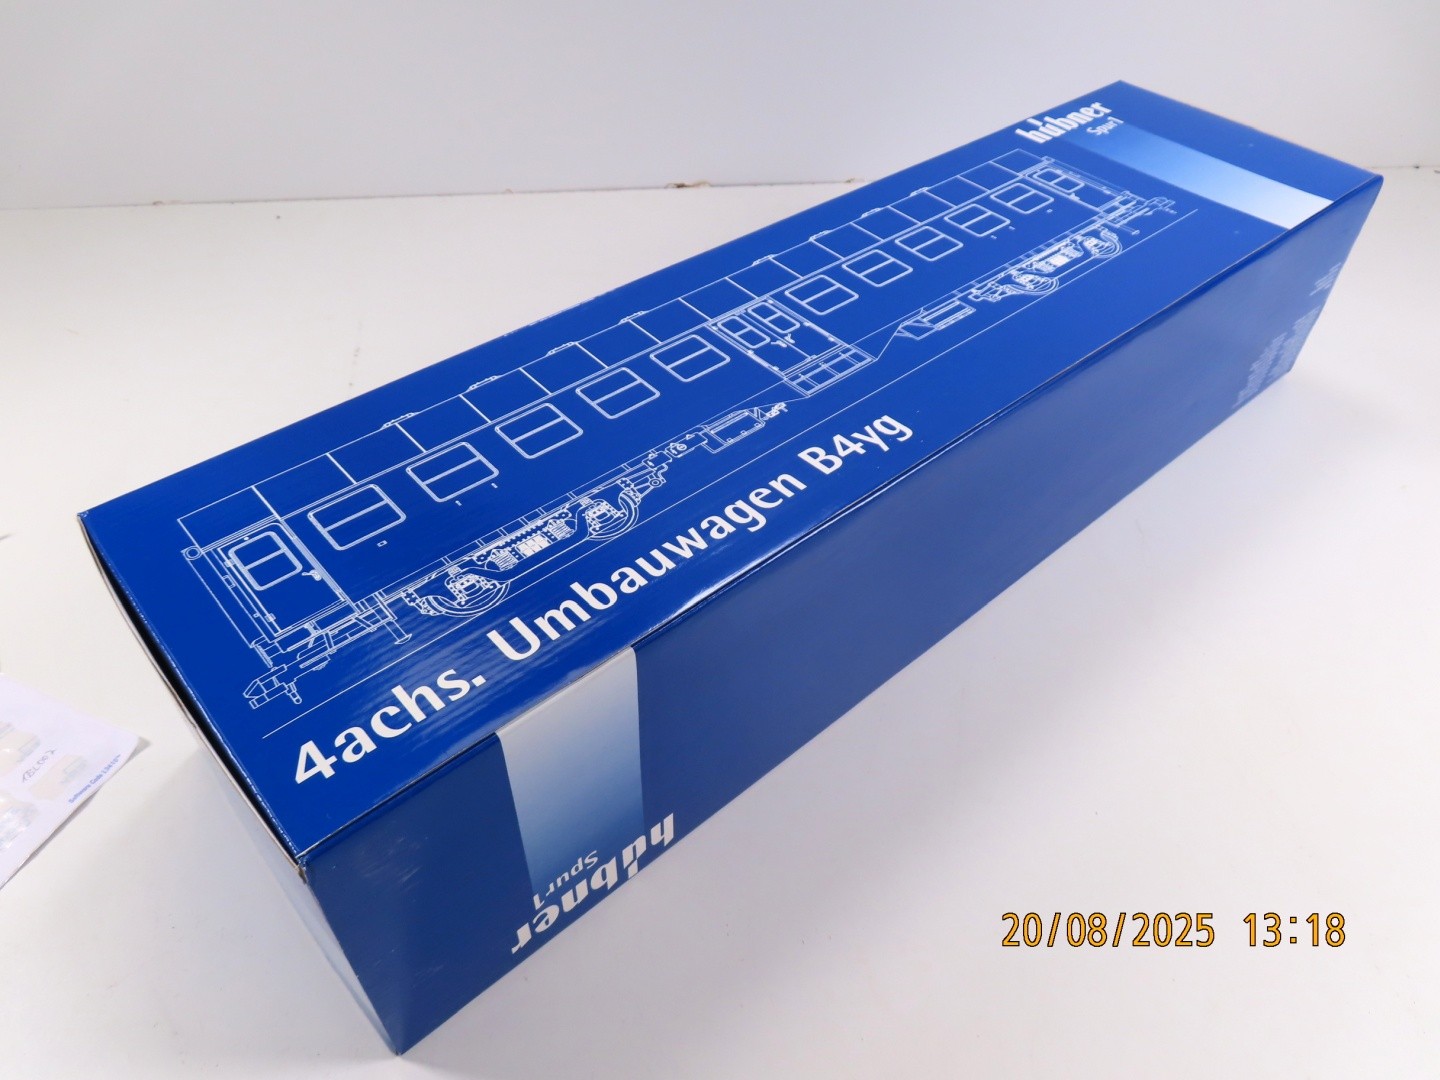 hübner
Spur1
4achs. Umbauwagen B4yg
hübner
Spur1
20/08/2025 13:18